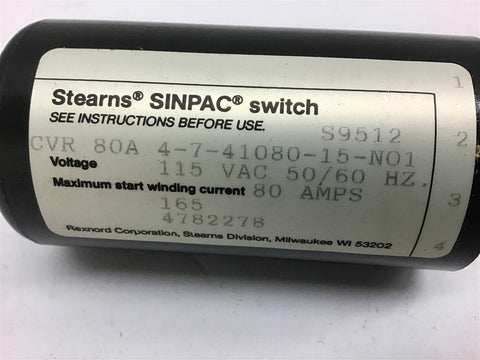 Stearns® SINPAC® switch
SEE INSTRUCTIONS BEFORE USE.
S9512
CVR 80A 4-7-41080-15-N01
Voltage 115 VAC 50/60 HZ.
Maximum start winding current 80 AMPS
165
4782278
Rexnord Corporation, Stearns Division, Milwaukee WI 53202
1
2
3
4